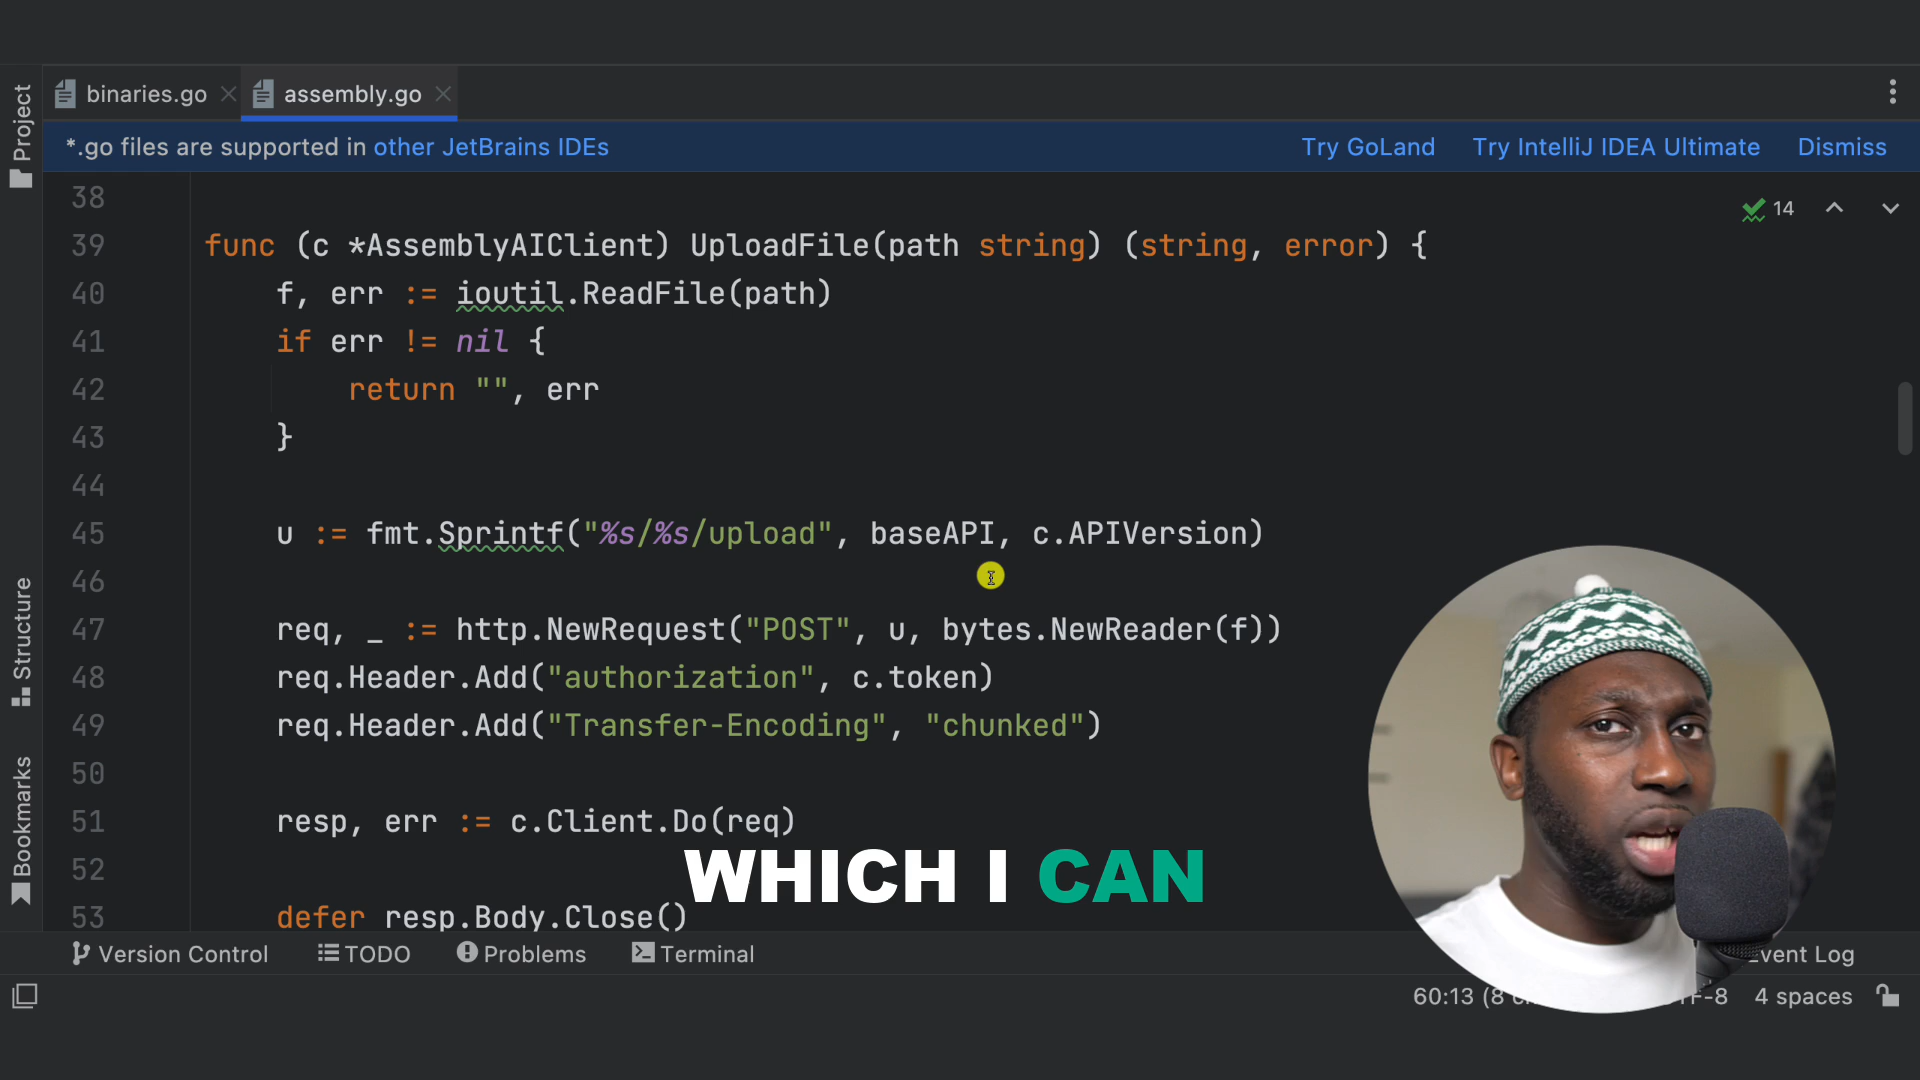 binaries.go
assembly.go
*.go files are supported in other JetBrains IDEs
Try GoLand
Try IntelliJ IDEA Ultimate
Dismiss
Project
Structure
Bookmarks
14
38
39 func (c *AssemblyAIClient) UploadFile(path string) (string, error) {
40 f, err := ioutil.ReadFile(path)
41 if err != nil {
42 return "", err
43 }
44
45 u := fmt.Sprintf("%s/%s/upload", baseAPI, c.APIVersion)
46
47 req, _ := http.NewRequest("POST", u, bytes.NewReader(f))
48 req.Header.Add("authorization", c.token)
49 req.Header.Add("Transfer-Encoding", "chunked")
50
51 resp, err := c.Client.Do(req)
52
53 defer resp.Body.Close()
WHICH I CAN
Version Control
TODO
Problems
Terminal
Event Log
60:13 (8
4 spaces